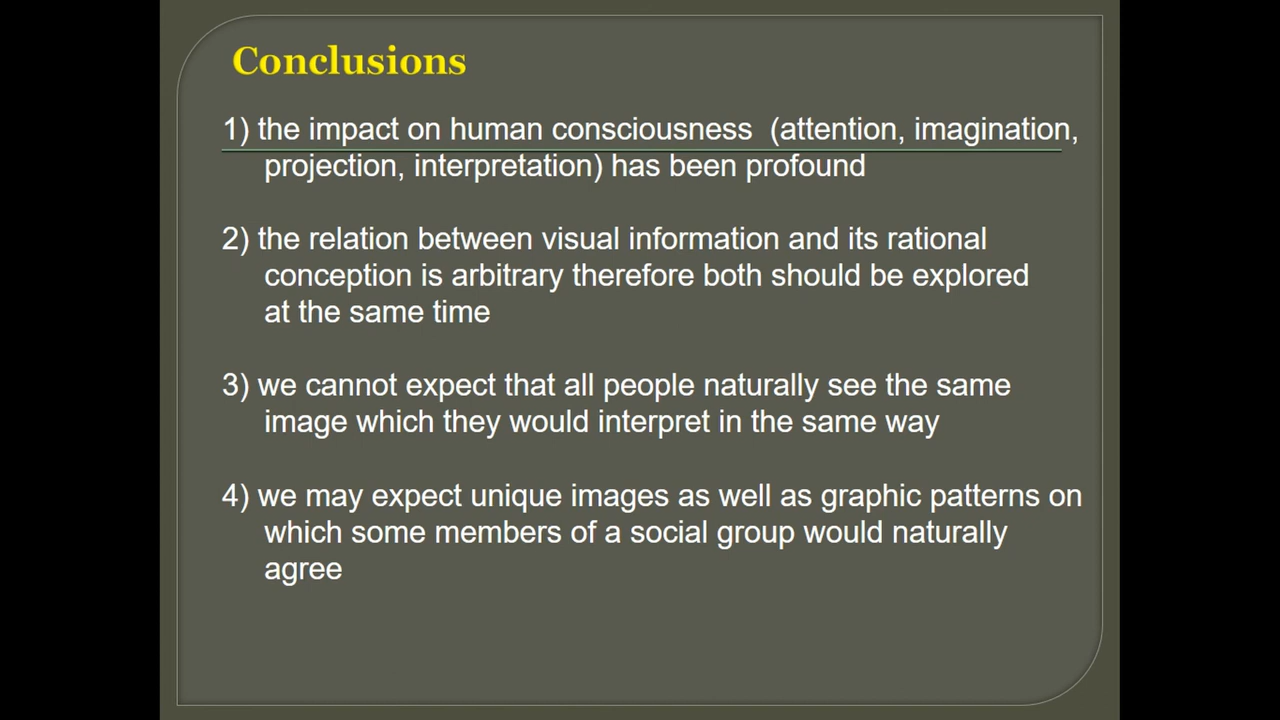 Conclusions
1) the impact on human consciousness  (attention, imagination,
projection, interpretation) has been profound
2) the relation between visual information and its rational
conception is arbitrary therefore both should be explored
at the same time
3) we cannot expect that all people naturally see the same
image which they would interpret in the same way
4) we may expect unique images as well as graphic patterns on
which some members of a social group would naturally
agree